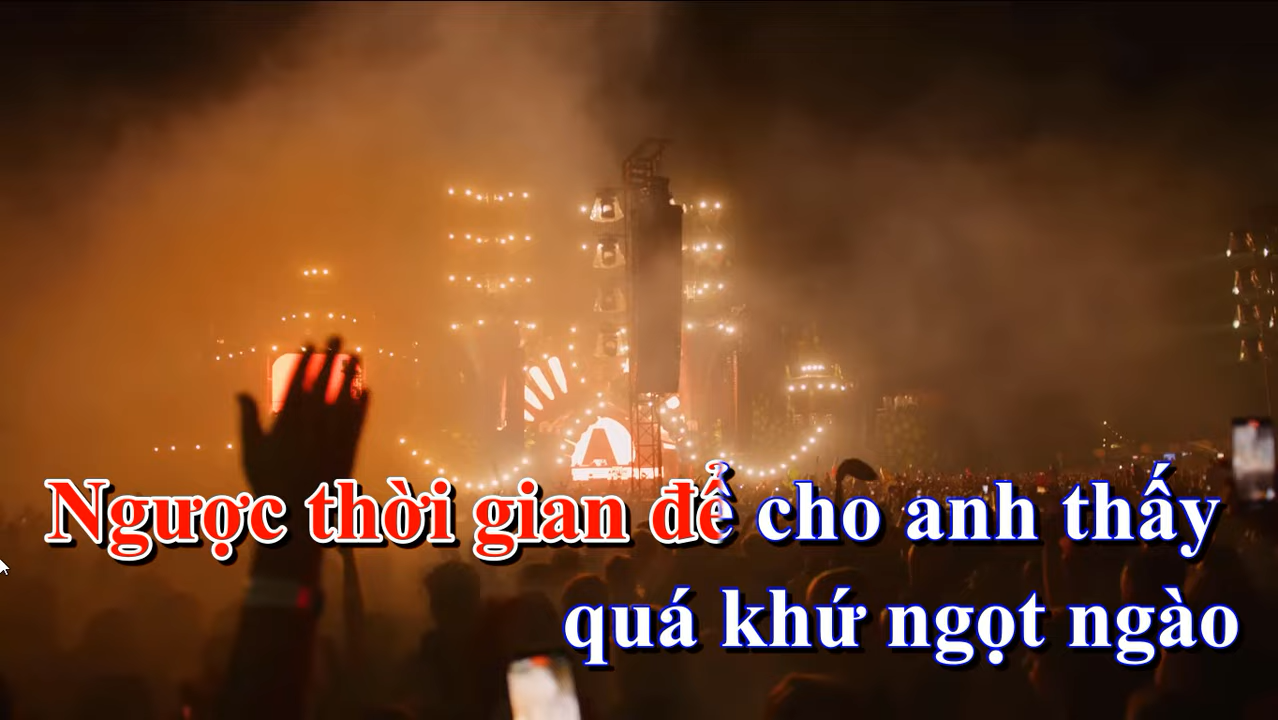 Ngược thời gian để cho anh thấy
quá khứ ngọt ngào